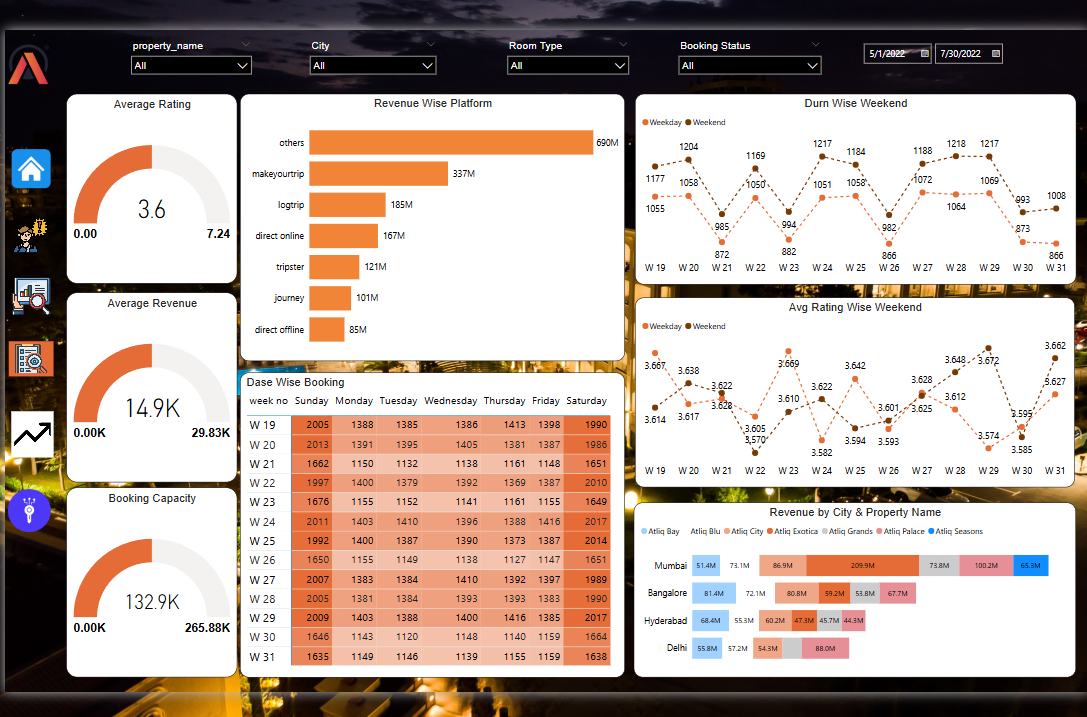 property_name City Room Type Booking Status
All All All All 5/1/2022 7/30/2022
Average Rating
3.6
0.00 7.24
Average Revenue
14.9K
0.00K 29.83K
Booking Capacity
132.9K
0.00K 265.88K
Revenue Wise Platform
others 690M
makeyourtrip 337M
logtrip 185M
direct online 167M
tripster 121M
journey 101M
direct offline 85M
Dase Wise Booking
week no Sunday Monday Tuesday Wednesday Thursday Friday Saturday
W 19 2005 1388 1385 1386 1413 1398 1990
W 20 2013 1391 1395 1405 1381 1387 1986
W 21 1662 1150 1132 1138 1161 1148 1651
W 22 1997 1400 1379 1392 1369 1387 2010
W 23 1676 1155 1152 1141 1161 1155 1649
W 24 2011 1403 1410 1396 1388 1416 2017
W 25 1992 1400 1387 1390 1373 1387 2014
W 26 1650 1155 1149 1138 1127 1147 1651
W 27 2007 1383 1384 1410 1392 1397 1989
W 28 2005 1381 1384 1393 1393 1383 1990
W 29 2009 1403 1388 1400 1416 1385 2017
W 30 1646 1143 1120 1148 1140 1159 1664
W 31 1635 1149 1146 1139 1155 1159 1638
Durn Wise Weekend
Weekday Weekend
1177 1204 985 1169 994 1217 1184 982 1188 1218 1217 993 1008
1055 1058 872 1050 882 1051 1058 866 1072 1064 1069 873 866
W 19 W 20 W 21 W 22 W 23 W 24 W 25 W 26 W 27 W 28 W 29 W 30 W 31
Avg Rating Wise Weekend
Weekday Weekend
3.667 3.617 3.628 3.605 3.669 3.582 3.642 3.593 3.628 3.612 3.574 3.595 3.627
3.614 3.638 3.622 3.570 3.610 3.622 3.594 3.601 3.625 3.648 3.672 3.585 3.662
W 19 W 20 W 21 W 22 W 23 W 24 W 25 W 26 W 27 W 28 W 29 W 30 W 31
Revenue by City & Property Name
Atliq Bay Atliq Blu Atliq City Atliq Exotica Atliq Grands Atliq Palace Atliq Seasons
Mumbai 51.4M 73.1M 86.9M 209.9M 73.8M 100.2M 65.3M
Bangalore 81.4M 72.1M 80.8M 59.2M 53.8M 67.7M
Hyderabad 68.4M 55.3M 60.2M 47.3M 45.7M 44.3M
Delhi 55.8M 57.2M 54.3M 88.0M